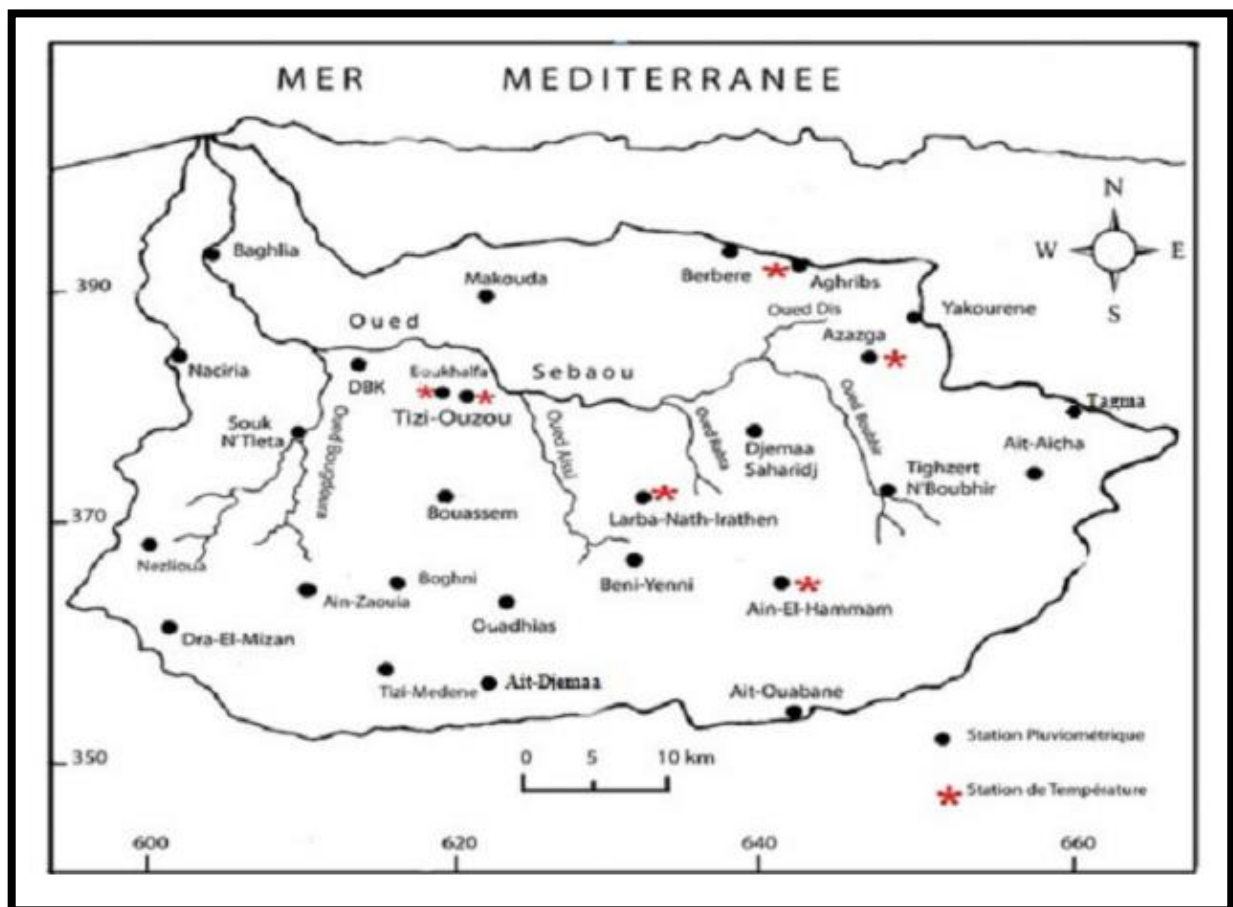 MER MEDITERRANEE
N
W E
S
Baghlia
Berbere
Aghribs
390
Makouda
Oued Dis
Yakourene
Oued
Azazga
Naciria
DBK
Boukhalfa
Sebaou
Tizi-Ouzou
Tagma
Souk
N'Tleta
Oued Bougdoura
Oued Aissi
Oued Rabta
Oued Boubhir
Djemaa
Saharidj
Ait-Aicha
Tighzert
N'Boubhir
370
Bouassem
Larba-Nath-Irathen
Nezlioua
Boghni
Beni-Yenni
Ain-Zaouia
Ain-El-Hammam
Ouadhias
Dra-El-Mizan
Tizi-Medene
Ait-Djemaa
Ait-Ouabane
Station Pluviométrique
350
0 5 10 km
Station de Température
600 620 640 660